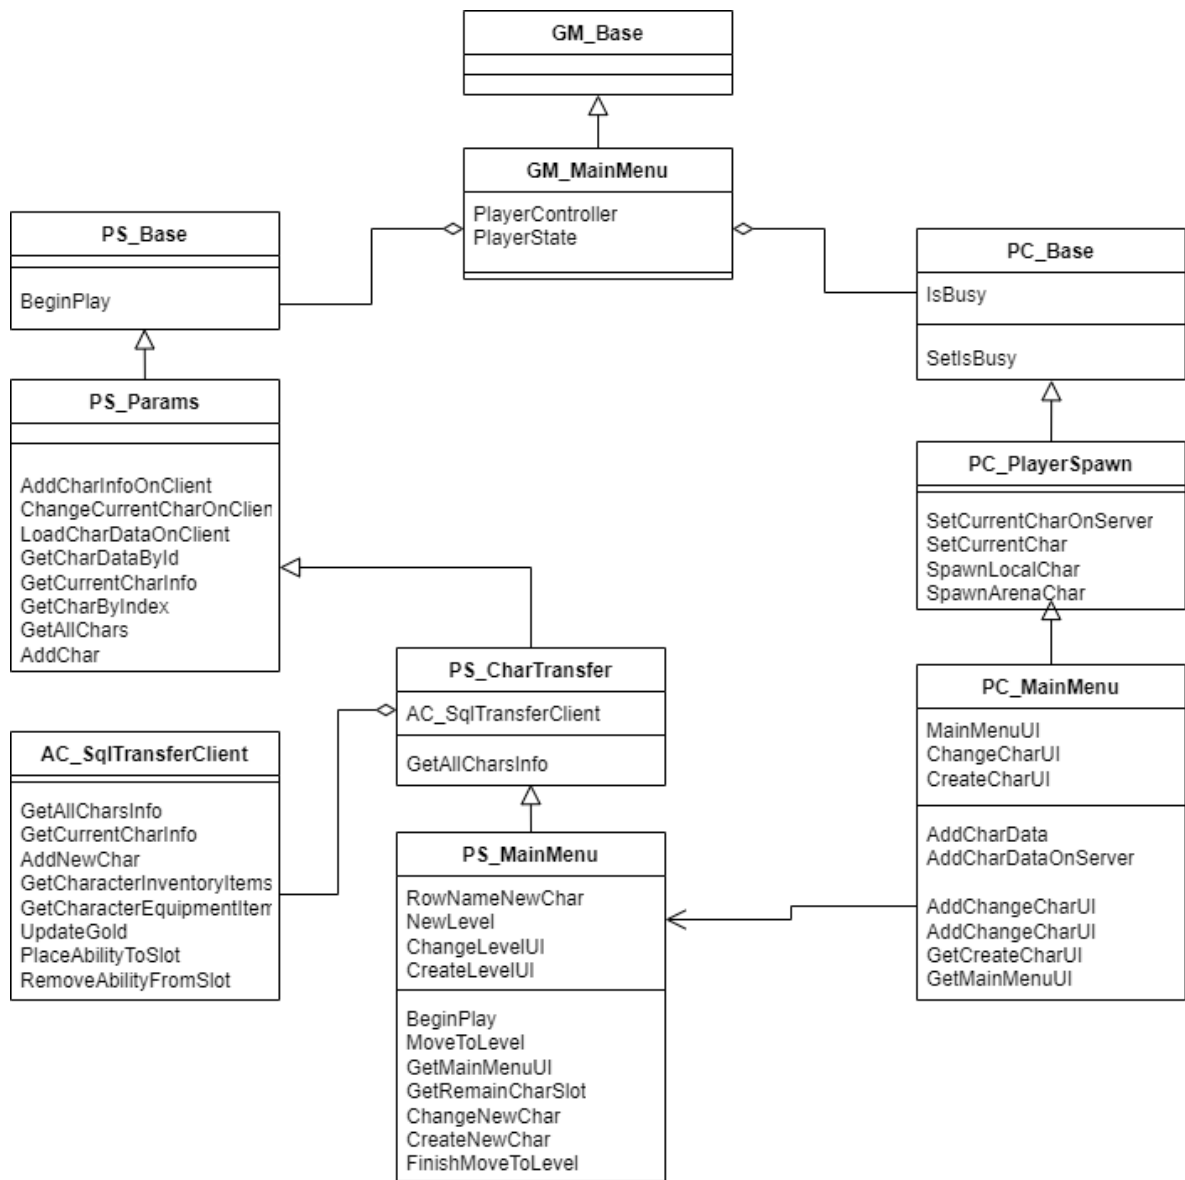 GM_Base
GM_MainMenu
PlayerController
PlayerState
PS_Base
BeginPlay
PC_Base
IsBusy
SetIsBusy
PS_Params
AddCharInfoOnClient
ChangeCurrentCharOnClien
LoadCharDataOnClient
GetCharDataById
GetCurrentCharInfo
GetCharByIndex
GetAllChars
AddChar
PC_PlayerSpawn
SetCurrentCharOnServer
SetCurrentChar
SpawnLocalChar
SpawnArenaChar
PS_CharTransfer
AC_SqlTransferClient
GetAllCharsInfo
PC_MainMenu
MainMenuUI
ChangeCharUI
CreateCharUI
AddCharData
AddCharDataOnServer
AddChangeCharUI
AddChangeCharUI
GetCreateCharUI
GetMainMenuUI
AC_SqlTransferClient
GetAllCharsInfo
GetCurrentCharInfo
AddNewChar
GetCharacterInventoryItems
GetCharacterEquipmentItem
UpdateGold
PlaceAbilityToSlot
RemoveAbilityFromSlot
PS_MainMenu
RowNameNewChar
NewLevel
ChangeLevelUI
CreateLevelUI
BeginPlay
MoveToLevel
GetMainMenuUI
GetRemainCharSlot
ChangeNewChar
CreateNewChar
FinishMoveToLevel